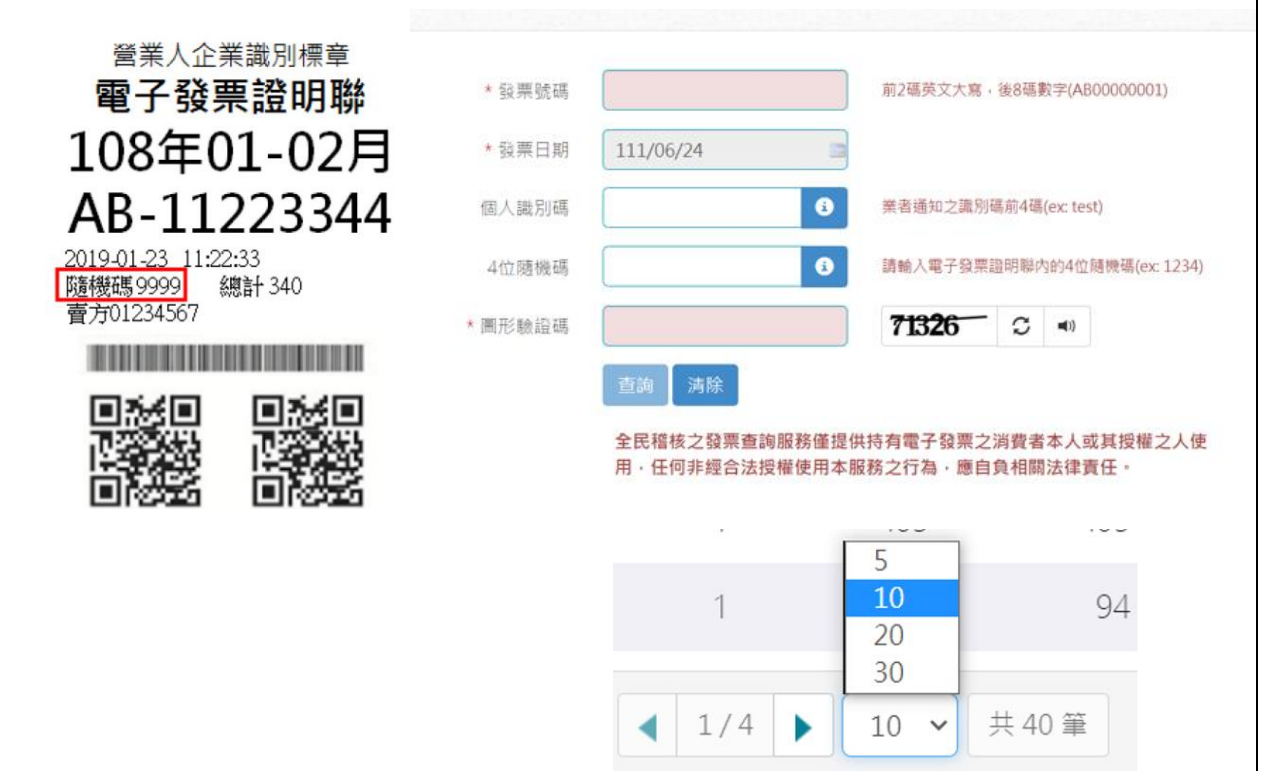 營業人企業識別標章
電子發票證明聯
108年01-02月
AB-11223344
2019-01-23 11:22:33
隨機碼9999 總計 340
賣方01234567
* 發票號碼 前2碼英文大寫，後8碼數字(AB00000001)
* 發票日期 111/06/24
個人識別碼 業者通知之識別碼前4碼(ex: test)
4位隨機碼 請輸入電子發票證明聯內的4位隨機碼(ex: 1234)
* 圖形驗證碼 71326
查詢 清除
全民稽核之發票查詢服務僅提供持有電子發票之消費者本人或其授權之人使
用，任何非經合法授權使用本服務之行為，應自負相關法律責任。
5
1 10 94
20
30
1 / 4 10 共 40 筆